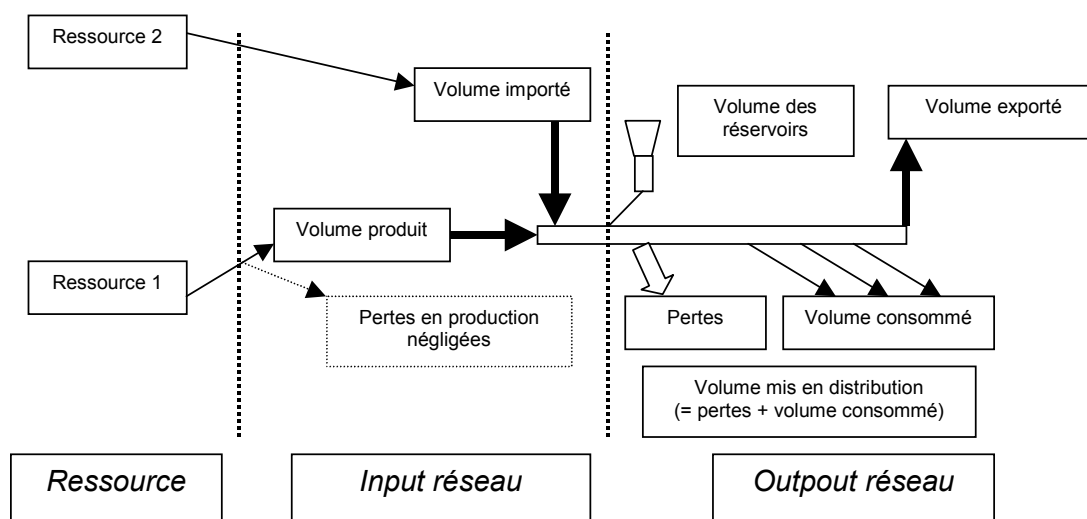 Ressource 2
Volume importé
Volume des
réservoirs
Volume exporté
Volume produit
Ressource 1
Pertes en production
négligées
Pertes
Volume consommé
Volume mis en distribution
(= pertes + volume consommé)
Ressource
Input réseau
Outpout réseau